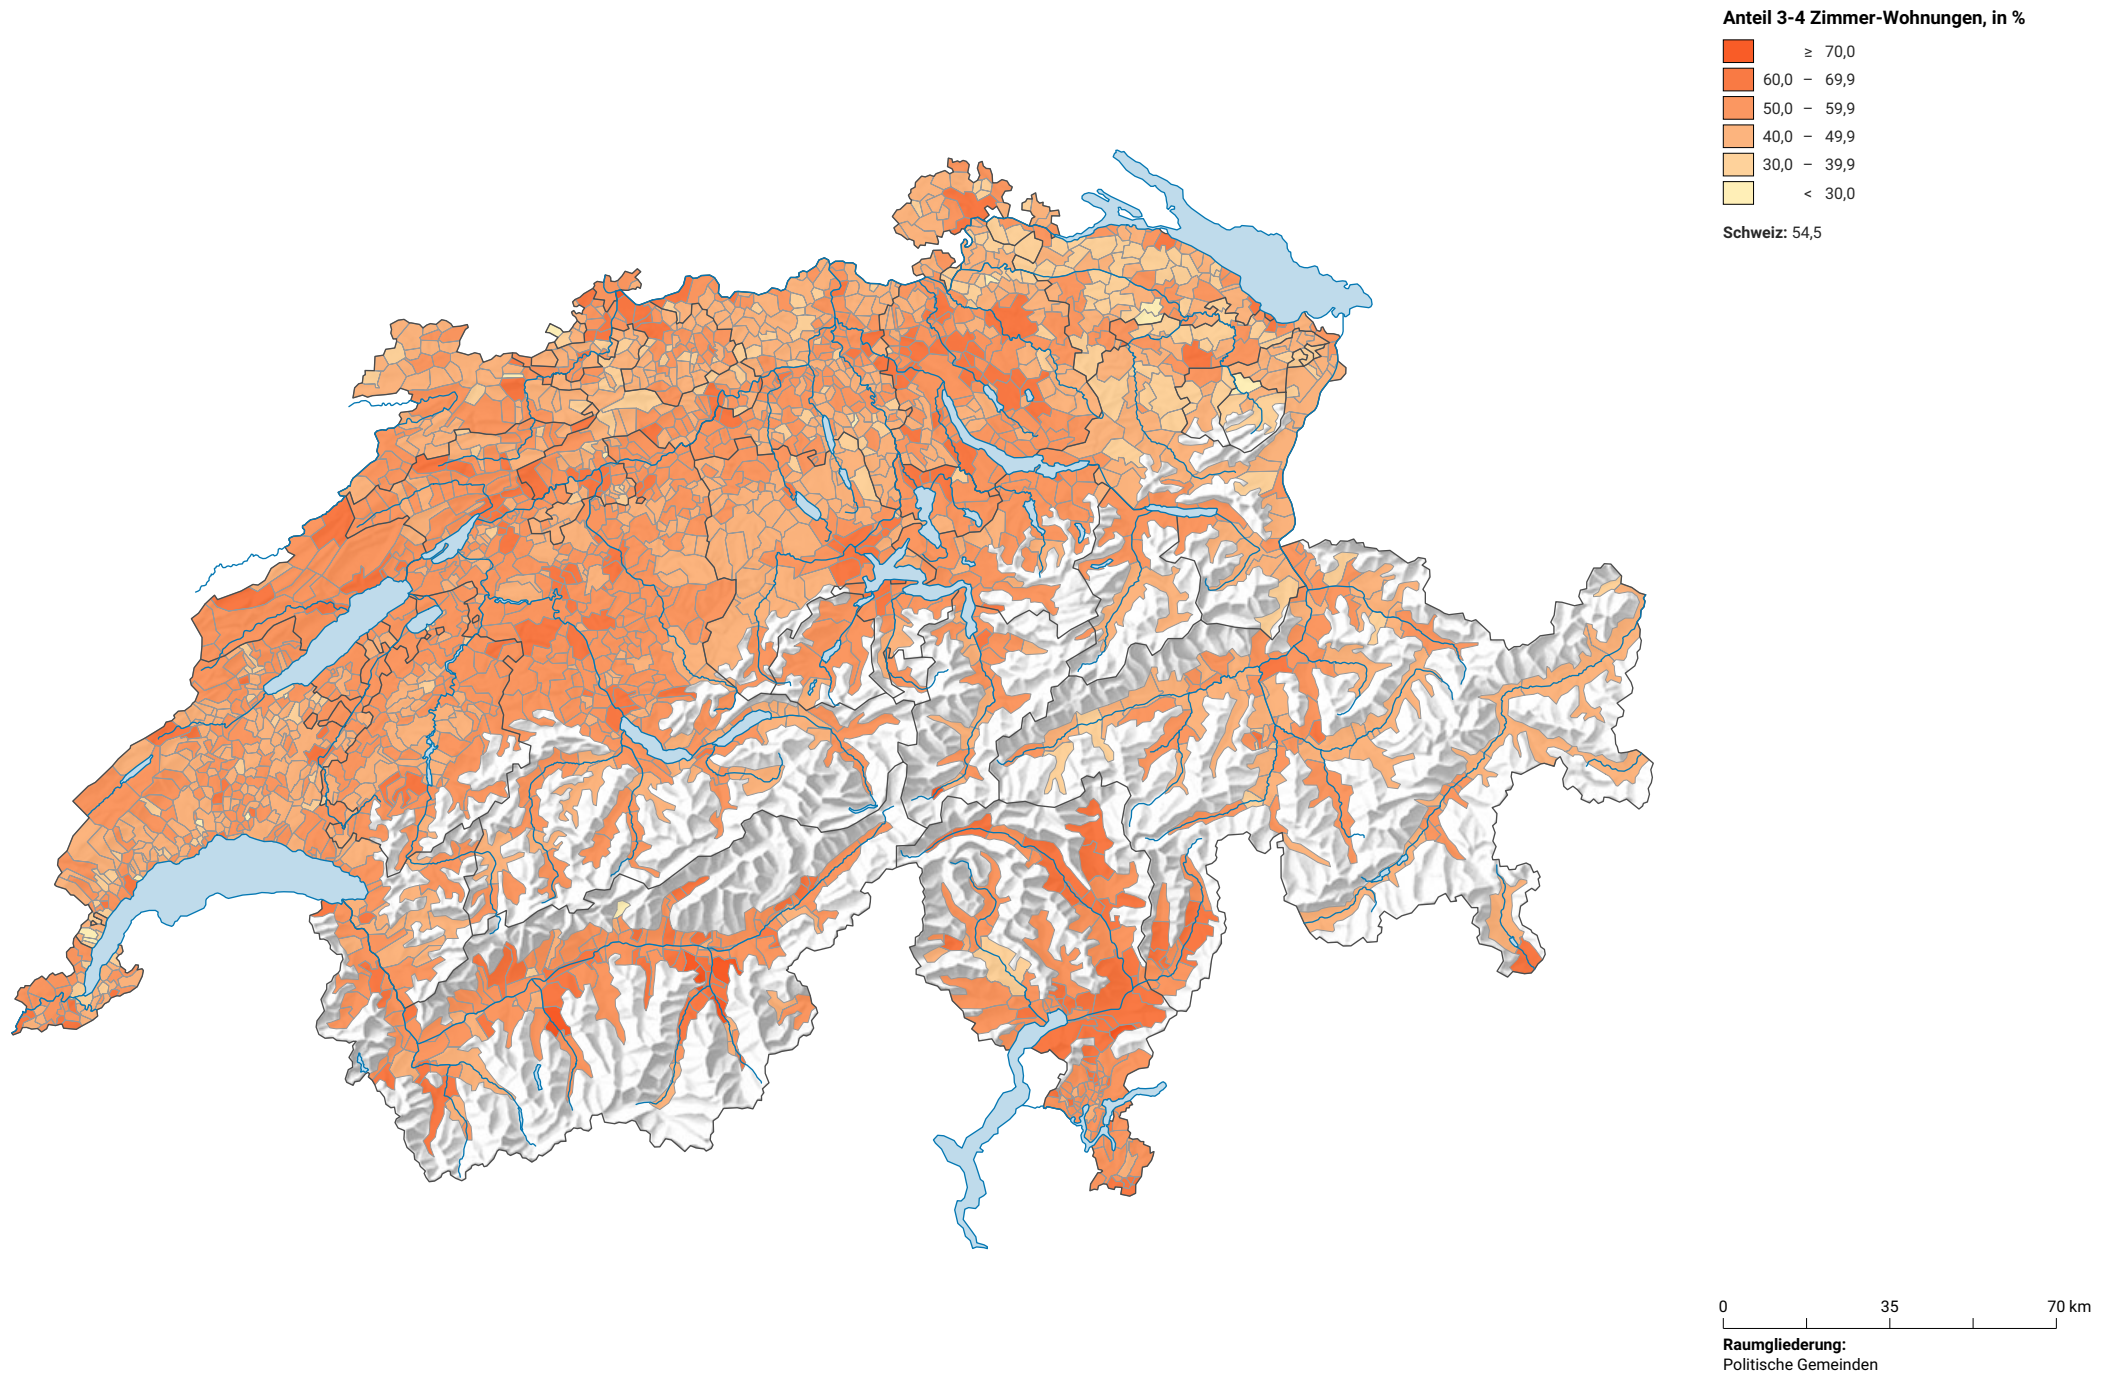 Anteil 3-4 Zimmer-Wohnungen, in %
≥ 70,0
60,0 – 69,9
50,0 – 59,9
40,0 – 49,9
30,0 – 39,9
< 30,0
Schweiz: 54,5
0 35 70 km
Raumgliederung:
Politische Gemeinden